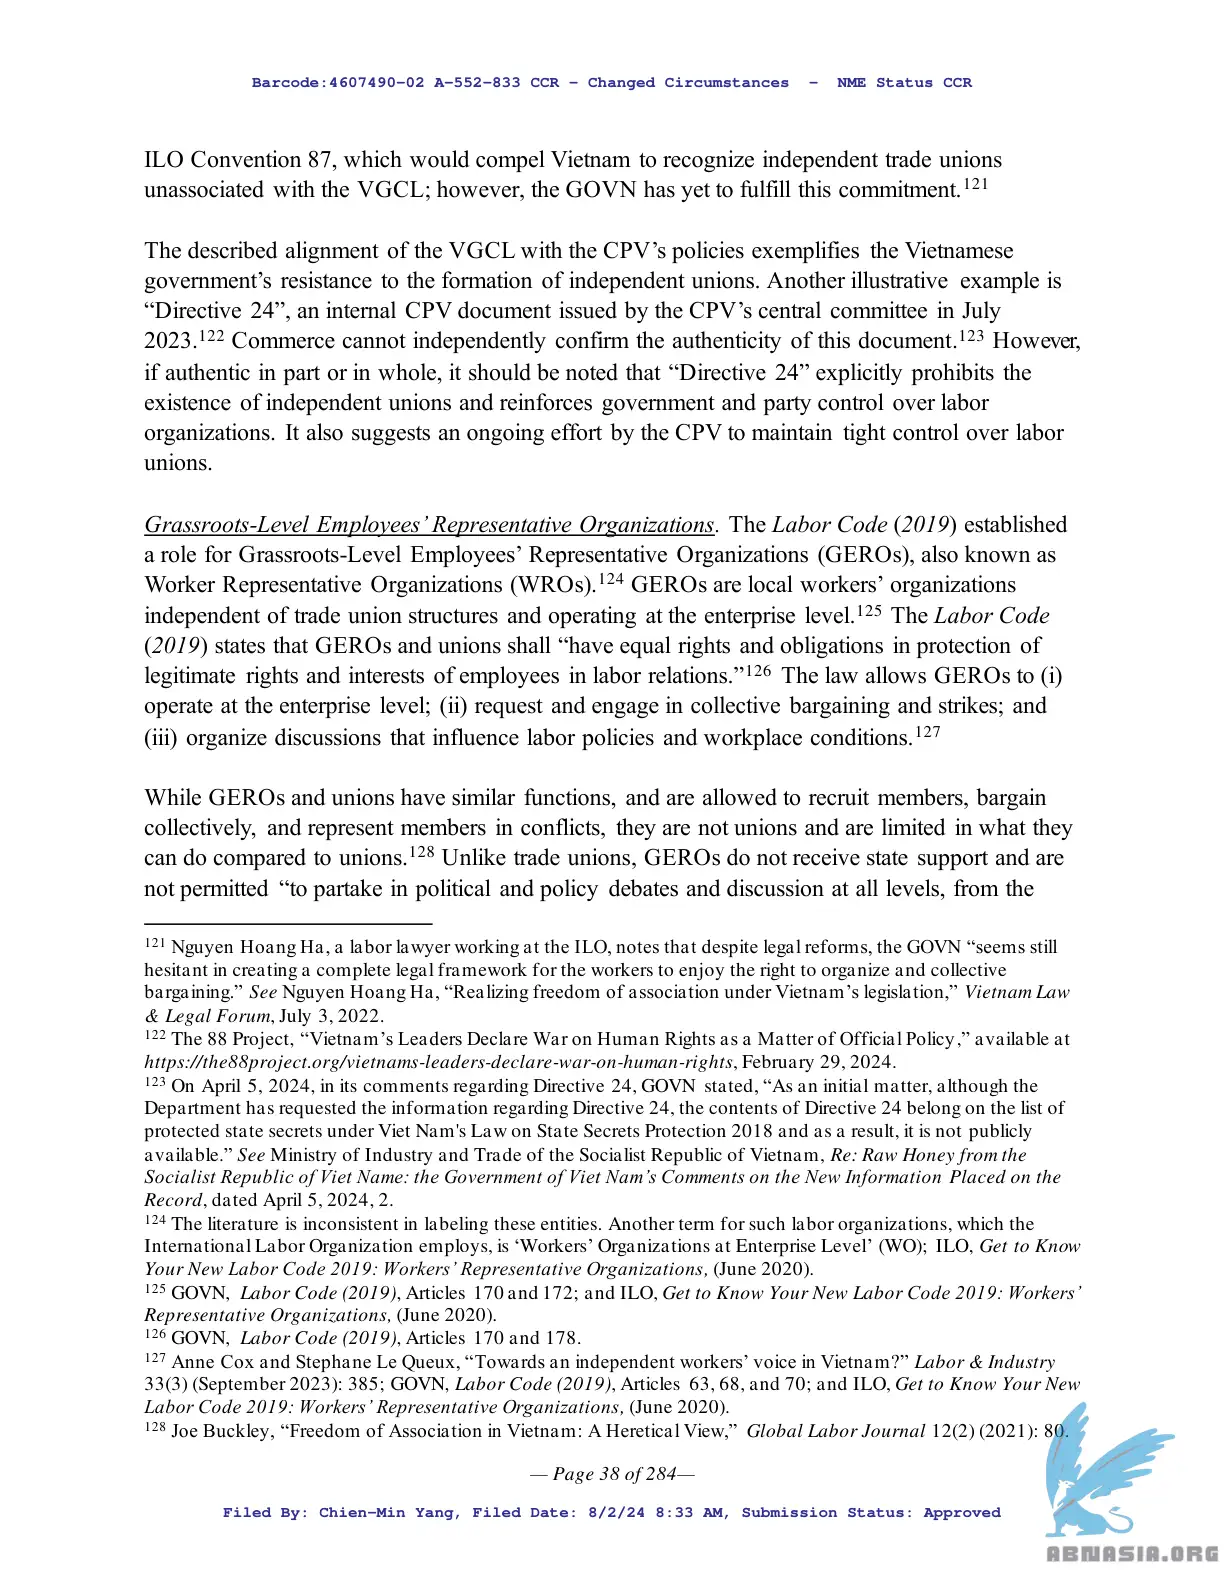 Barcode:4607490-02 A-552-833 CCR - Changed Circumstances - NME Status CCR
ILO Convention 87, which would compel Vietnam to recognize independent trade unions
unassociated with the VGCL; however, the GOVN has yet to fulfill this commitment.121
The described alignment of the VGCL with the CPV’s policies exemplifies the Vietnamese
government’s resistance to the formation of independent unions. Another illustrative example is
“Directive 24”, an internal CPV document issued by the CPV’s central committee in July
2023.122 Commerce cannot independently confirm the authenticity of this document.123 However,
if authentic in part or in whole, it should be noted that “Directive 24” explicitly prohibits the
existence of independent unions and reinforces government and party control over labor
organizations. It also suggests an ongoing effort by the CPV to maintain tight control over labor
unions.
Grassroots-Level Employees’ Representative Organizations. The Labor Code (2019) established
a role for Grassroots-Level Employees’ Representative Organizations (GEROs), also known as
Worker Representative Organizations (WROs).124 GEROs are local workers’ organizations
independent of trade union structures and operating at the enterprise level.125 The Labor Code
(2019) states that GEROs and unions shall “have equal rights and obligations in protection of
legitimate rights and interests of employees in labor relations.”126 The law allows GEROs to (i)
operate at the enterprise level; (ii) request and engage in collective bargaining and strikes; and
(iii) organize discussions that influence labor policies and workplace conditions.127
While GEROs and unions have similar functions, and are allowed to recruit members, bargain
collectively, and represent members in conflicts, they are not unions and are limited in what they
can do compared to unions.128 Unlike trade unions, GEROs do not receive state support and are
not permitted “to partake in political and policy debates and discussion at all levels, from the
121 Nguyen Hoang Ha, a labor lawyer working at the ILO, notes that despite legal reforms, the GOVN “seems still
hesitant in creating a complete legal framework for the workers to enjoy the right to organize and collective
bargaining.” See Nguyen Hoang Ha, “Realizing freedom of association under Vietnam’s legislation,” Vietnam Law
& Legal Forum, July 3, 2022.
122 The 88 Project, “Vietnam’s Leaders Declare War on Human Rights as a Matter of Official Policy,” available at
https://the88project.org/vietnams-leaders-declare-war-on-human-rights, February 29, 2024.
123 On April 5, 2024, in its comments regarding Directive 24, GOVN stated, “As an initial matter, although the
Department has requested the information regarding Directive 24, the contents of Directive 24 belong on the list of
protected state secrets under Viet Nam's Law on State Secrets Protection 2018 and as a result, it is not publicly
available.” See Ministry of Industry and Trade of the Socialist Republic of Vietnam, Re: Raw Honey from the
Socialist Republic of Viet Name: the Government of Viet Nam’s Comments on the New Information Placed on the
Record, dated April 5, 2024, 2.
124 The literature is inconsistent in labeling these entities. Another term for such labor organizations, which the
International Labor Organization employs, is ‘Workers’ Organizations at Enterprise Level’ (WO); ILO, Get to Know
Your New Labor Code 2019: Workers’ Representative Organizations, (June 2020).
125 GOVN, Labor Code (2019), Articles 170 and 172; and ILO, Get to Know Your New Labor Code 2019: Workers’
Representative Organizations, (June 2020).
126 GOVN, Labor Code (2019), Articles 170 and 178.
127 Anne Cox and Stephane Le Queux, “Towards an independent workers’ voice in Vietnam?” Labor & Industry
33(3) (September 2023): 385; GOVN, Labor Code (2019), Articles 63, 68, and 70; and ILO, Get to Know Your New
Labor Code 2019: Workers’ Representative Organizations, (June 2020).
128 Joe Buckley, “Freedom of Association in Vietnam: A Heretical View,” Global Labor Journal 12(2) (2021): 80.
— Page 38 of 284—
Filed By: Chien-Min Yang, Filed Date: 8/2/24 8:33 AM, Submission Status: Approved
ABNASIA.ORG